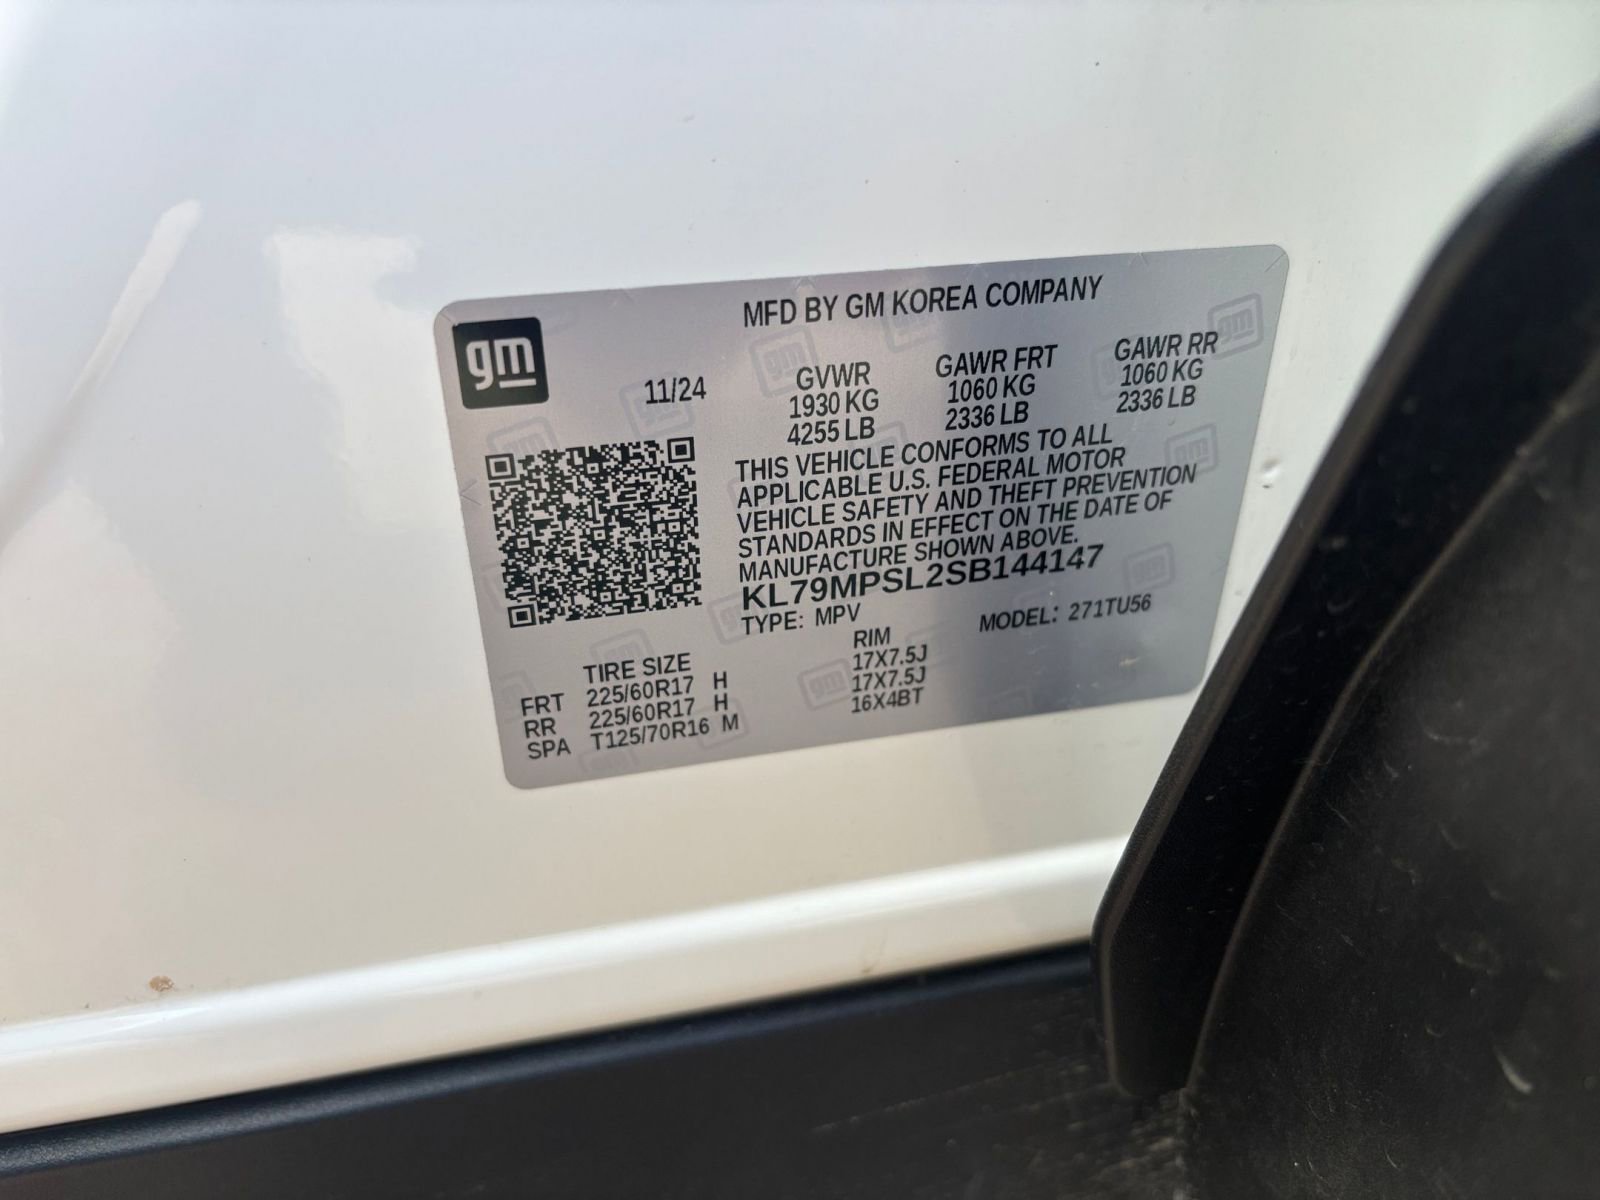 MFD BY GM KOREA COMPANY
gm
11/24
GVWR GAWR FRT GAWR RR
1930 KG 1060 KG 1060 KG
4255 LB 2336 LB 2336 LB
THIS VEHICLE CONFORMS TO ALL
APPLICABLE U.S. FEDERAL MOTOR
VEHICLE SAFETY AND THEFT PREVENTION
STANDARDS IN EFFECT ON THE DATE OF
MANUFACTURE SHOWN ABOVE.
KL79MPSL2SB144147
TYPE: MPV MODEL: 271TU56
TIRE SIZE RIM
FRT 225/60R17 H 17X7.5J
RR 225/60R17 H 17X7.5J
SPA T125/70R16 M 16X4BT